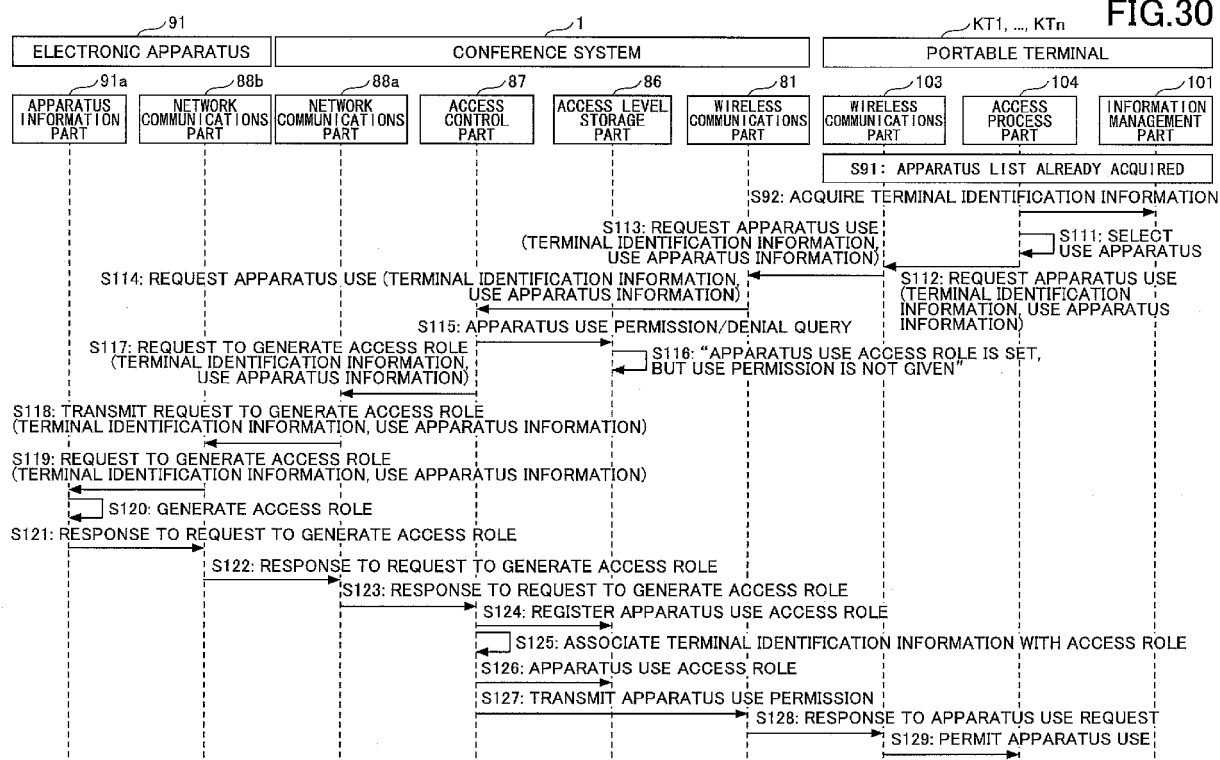 FIG.30
91
1
KT1, ..., KTn
ELECTRONIC APPARATUS
CONFERENCE SYSTEM
PORTABLE TERMINAL
91a
88b
88a
87
86
81
103
104
101
APPARATUS
INFORMATION
PART
NETWORK
COMMUNICATIONS
PART
NETWORK
COMMUNICATIONS
PART
ACCESS
CONTROL
PART
ACCESS LEVEL
STORAGE
PART
WIRELESS
COMMUNICATIONS
PART
WIRELESS
COMMUNICATIONS
PART
ACCESS
PROCESS
PART
INFORMATION
MANAGEMENT
PART
S91: APPARATUS LIST ALREADY ACQUIRED
S92: ACQUIRE TERMINAL IDENTIFICATION INFORMATION
S111: SELECT
USE APPARATUS
S112: REQUEST APPARATUS USE
(TERMINAL IDENTIFICATION
INFORMATION, USE APPARATUS
INFORMATION)
S113: REQUEST APPARATUS USE
(TERMINAL IDENTIFICATION INFORMATION,
USE APPARATUS INFORMATION)
S114: REQUEST APPARATUS USE (TERMINAL IDENTIFICATION INFORMATION,
USE APPARATUS INFORMATION)
S115: APPARATUS USE PERMISSION/DENIAL QUERY
S116: “APPARATUS USE ACCESS ROLE IS SET,
BUT USE PERMISSION IS NOT GIVEN”
S117: REQUEST TO GENERATE ACCESS ROLE
(TERMINAL IDENTIFICATION INFORMATION,
USE APPARATUS INFORMATION)
S118: TRANSMIT REQUEST TO GENERATE ACCESS ROLE
(TERMINAL IDENTIFICATION INFORMATION, USE APPARATUS INFORMATION)
S119: REQUEST TO GENERATE ACCESS ROLE
(TERMINAL IDENTIFICATION INFORMATION, USE APPARATUS INFORMATION)
S120: GENERATE ACCESS ROLE
S121: RESPONSE TO REQUEST TO GENERATE ACCESS ROLE
S122: RESPONSE TO REQUEST TO GENERATE ACCESS ROLE
S123: RESPONSE TO REQUEST TO GENERATE ACCESS ROLE
S124: REGISTER APPARATUS USE ACCESS ROLE
S125: ASSOCIATE TERMINAL IDENTIFICATION INFORMATION WITH ACCESS ROLE
S126: APPARATUS USE ACCESS ROLE
S127: TRANSMIT APPARATUS USE PERMISSION
S128: RESPONSE TO APPARATUS USE REQUEST
S129: PERMIT APPARATUS USE